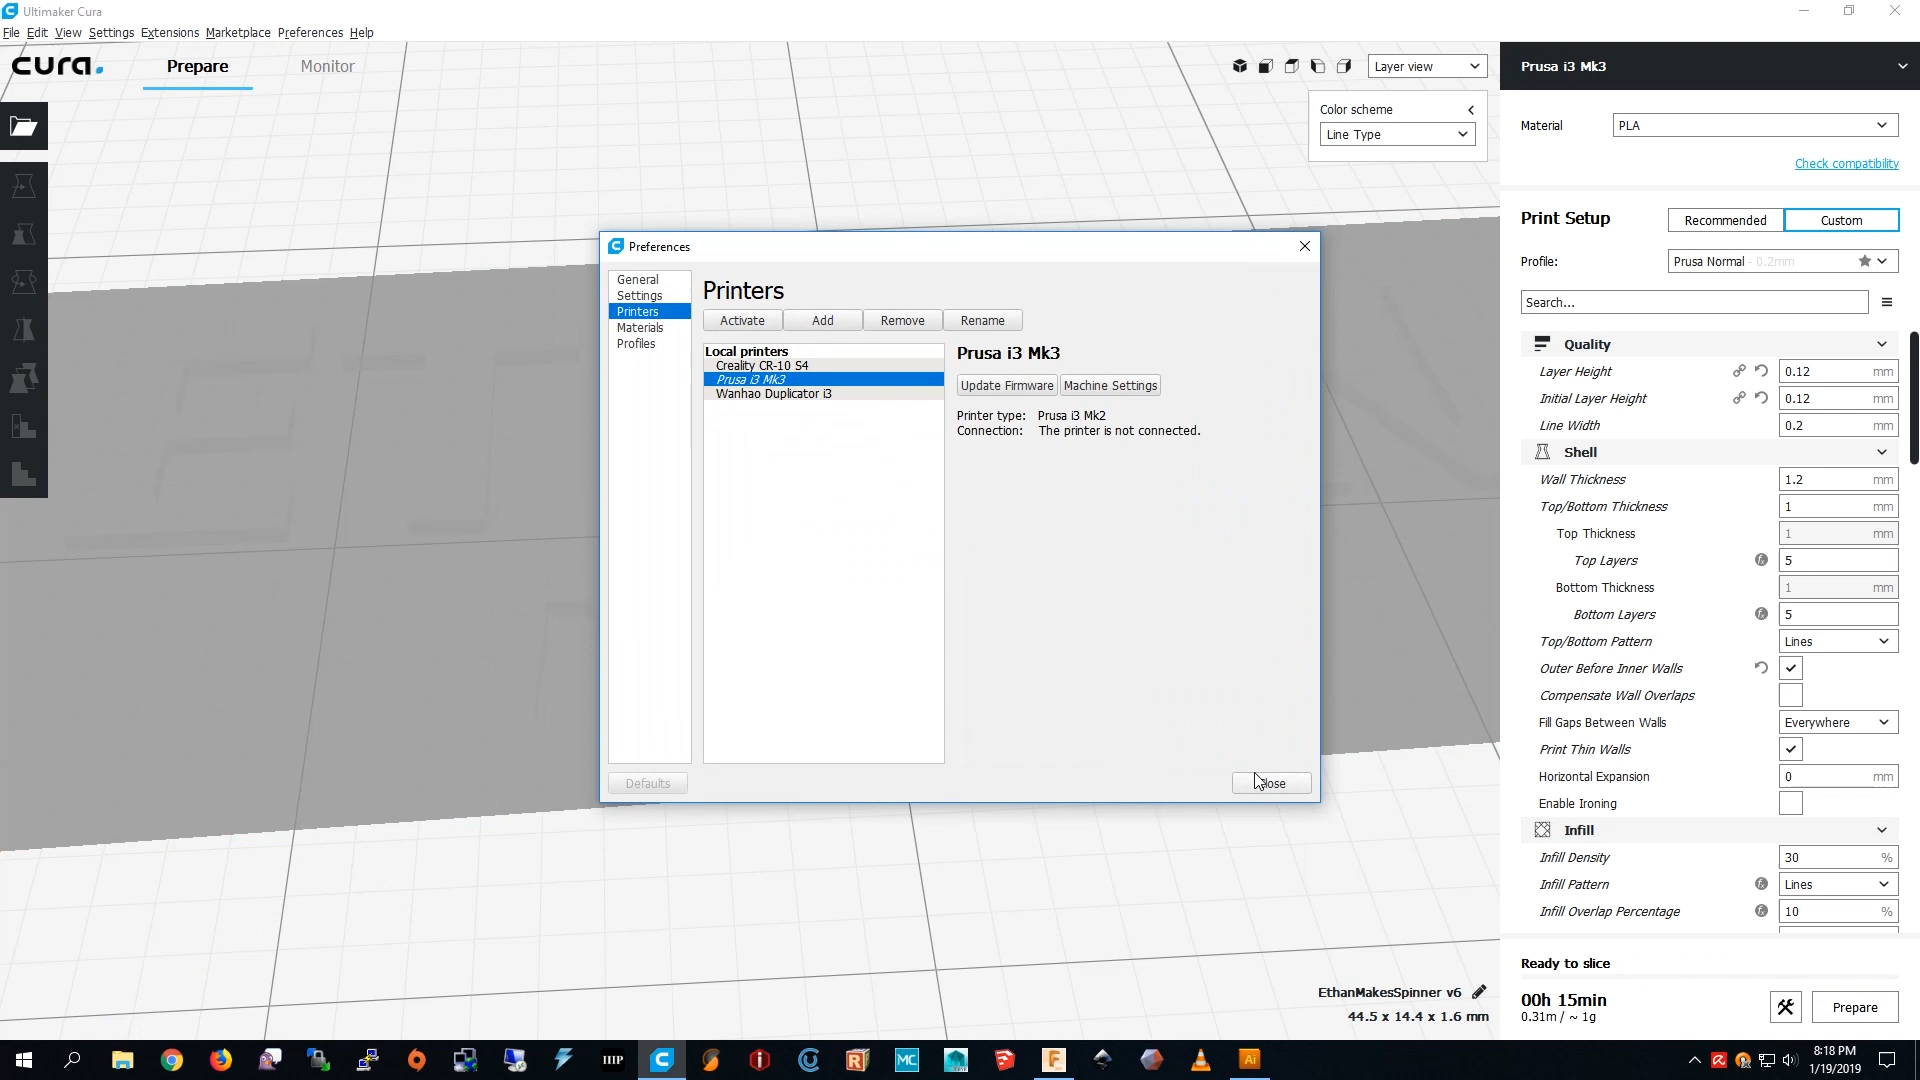 Ultimaker Cura
File Edit View Settings Extensions Marketplace Preferences Help
cura.
Prepare
Monitor
Layer view
Color scheme
Line Type
Prusa i3 Mk3
Material
PLA
Check compatibility
Print Setup
Recommended
Custom
Profile:
Prusa Normal - 0.2mm
Search...
Quality
Layer Height
0.12 mm
Initial Layer Height
0.12 mm
Line Width
0.2 mm
Shell
Wall Thickness
1.2 mm
Top/Bottom Thickness
1 mm
Top Thickness
1 mm
Top Layers
5
Bottom Thickness
1 mm
Bottom Layers
5
Top/Bottom Pattern
Lines
Outer Before Inner Walls
Compensate Wall Overlaps
Fill Gaps Between Walls
Everywhere
Print Thin Walls
Horizontal Expansion
0 mm
Enable Ironing
Infill
Infill Density
30 %
Infill Pattern
Lines
Infill Overlap Percentage
10 %
Ready to slice
00h 15min
0.31m / ~ 1g
Prepare
Preferences
General
Settings
Printers
Materials
Profiles
Printers
Activate
Add
Remove
Rename
Local printers
Creality CR-10 S4
Prusa i3 Mk3
Wanhao Duplicator i3
Prusa i3 Mk3
Update Firmware
Machine Settings
Printer type: Prusa i3 Mk2
Connection: The printer is not connected.
Defaults
Close
EthanMakesSpinner v6
44.5 x 14.4 x 1.6 mm
IIIP
MC
Ai
8:18 PM
1/19/2019